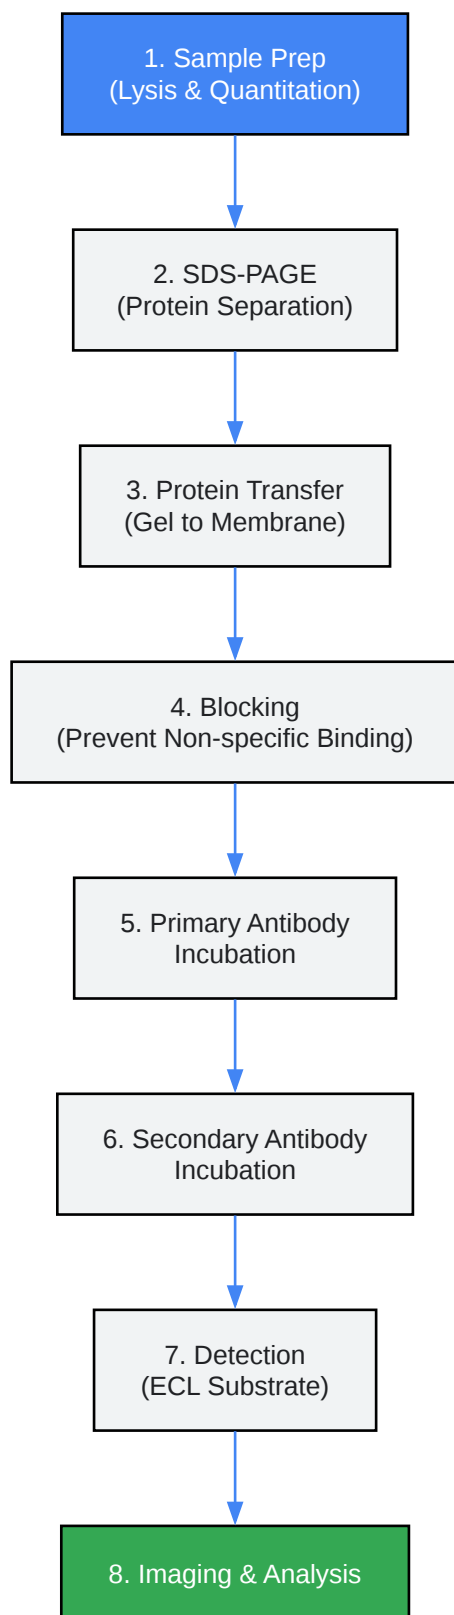 1. Sample Prep
(Lysis & Quantitation)
2. SDS-PAGE
(Protein Separation)
3. Protein Transfer
(Gel to Membrane)
4. Blocking
(Prevent Non-specific Binding)
5. Primary Antibody
Incubation
6. Secondary Antibody
Incubation
7. Detection
(ECL Substrate)
8. Imaging & Analysis